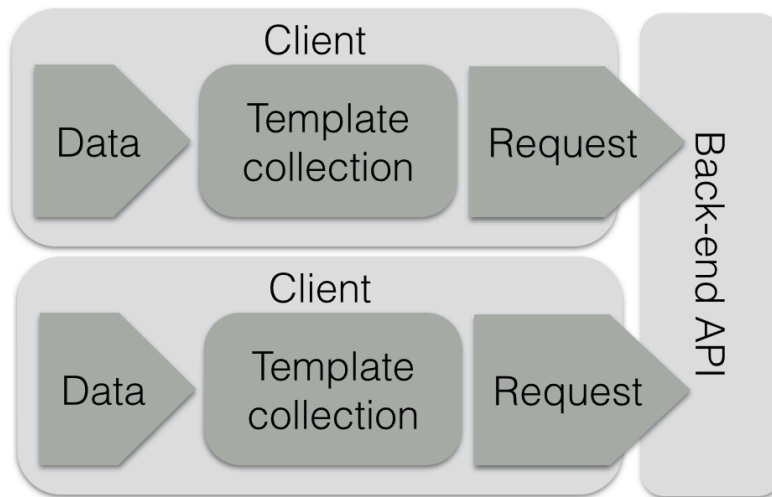 Client
Data
Template
collection
Request
Client
Data
Template
collection
Request
Back-end API